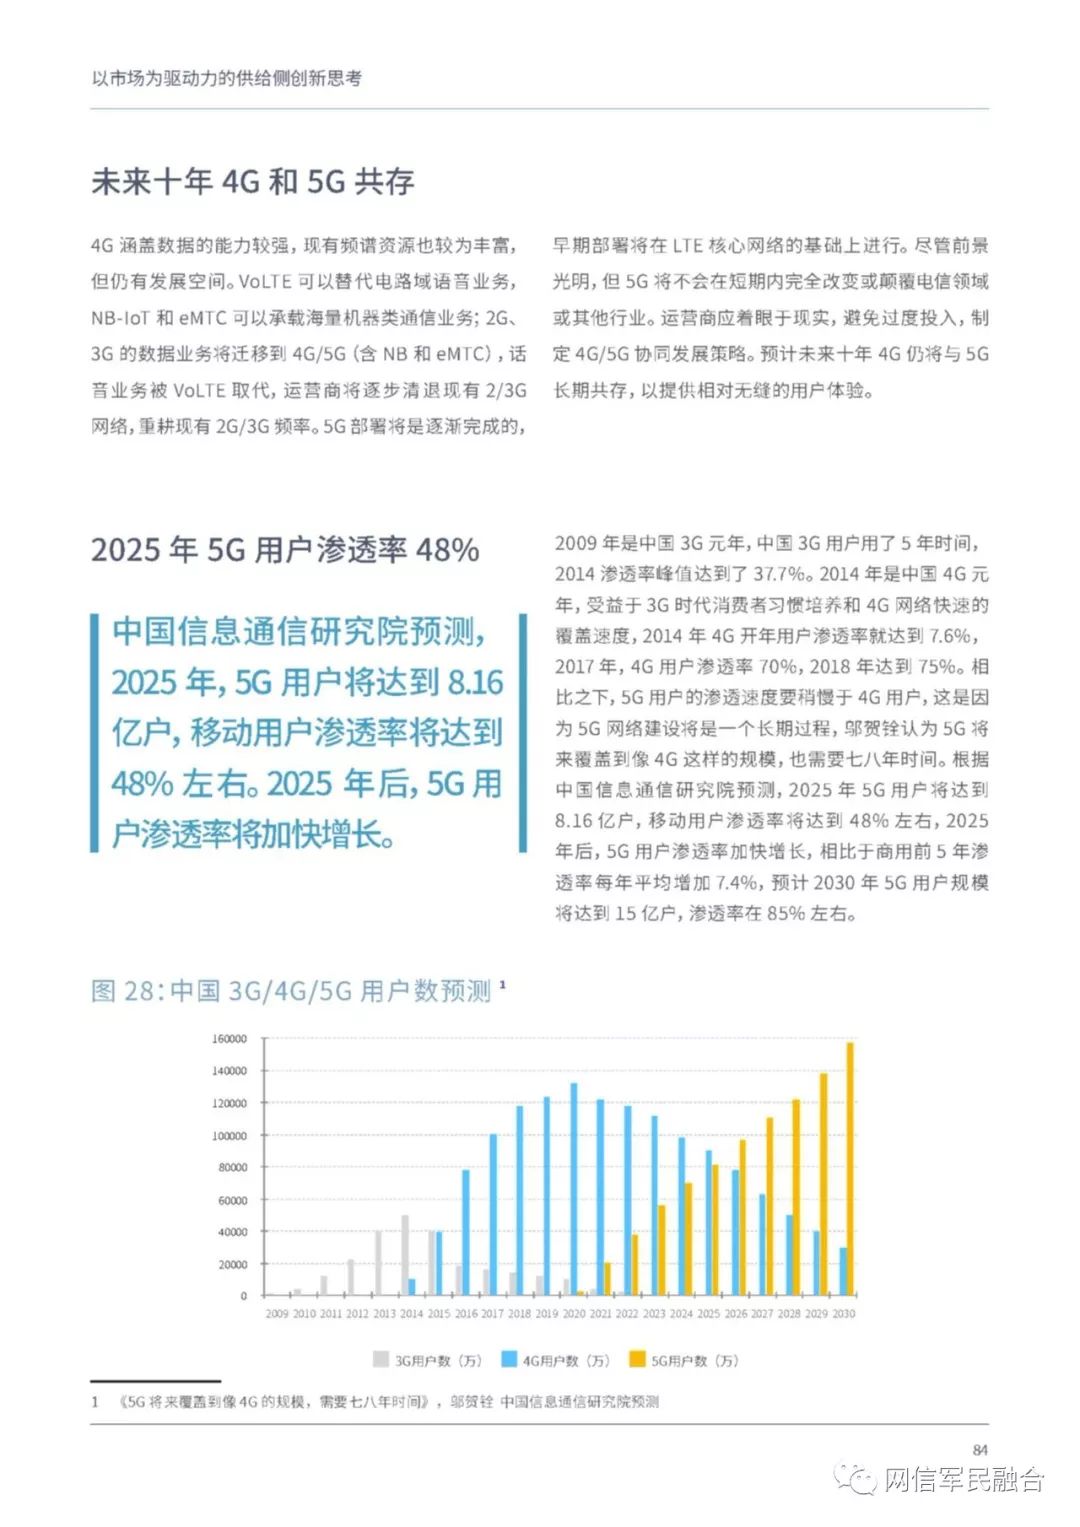 以市场为驱动力的供给侧创新思考
未来十年 4G 和 5G 共存
4G 涵盖数据的能力较强，现有频谱资源也较为丰富，
但仍有发展空间。VoLTE 可以替代电路域语音业务，
NB-IoT 和 eMTC 可以承载海量机器类通信业务；2G、
3G 的数据业务将迁移到 4G/5G（含 NB 和 eMTC），话
音业务被 VoLTE 取代，运营商将逐步清退现有 2/3G
网络，重耕现有 2G/3G 频率。5G 部署将是逐渐完成的，
早期部署将在 LTE 核心网络的基础上进行。尽管前景
光明，但 5G 将不会在短期内完全改变或颠覆电信领域
或其他行业。运营商应着眼于现实，避免过度投入，制
定 4G/5G 协同发展策略。预计未来十年 4G 仍将与 5G
长期共存，以提供相对无缝的用户体验。
2025 年 5G 用户渗透率 48%
中国信息通信研究院预测，
2025 年，5G 用户将达到 8.16
亿户，移动用户渗透率将达到
48% 左右。2025 年后，5G 用
户渗透率将加快增长。
2009 年是中国 3G 元年，中国 3G 用户用了 5 年时间，
2014 渗透率峰值达到了 37.7%。2014 年是中国 4G 元
年，受益于 3G 时代消费者习惯培养和 4G 网络快速的
覆盖速度，2014 年 4G 开年用户渗透率就达到 7.6%，
2017 年，4G 用户渗透率 70%，2018 年达到 75%。相
比之下，5G 用户的渗透速度要稍慢于 4G 用户，这是因
为 5G 网络建设将是一个长期过程，邬贺铨认为 5G 将
来覆盖到像 4G 这样的规模，也需要七八年时间。根据
中国信息通信研究院预测，2025 年 5G 用户将达到
8.16 亿户，移动用户渗透率将达到 48% 左右，2025
年后，5G 用户渗透率加快增长，相比于商用前 5 年渗
透率每年平均增加 7.4%，预计 2030 年 5G 用户规模
将达到 15 亿户，渗透率在 85% 左右。
图 28：中国 3G/4G/5G 用户数预测 1
160000
140000
120000
100000
80000
60000
40000
20000
0
2009 2010 2011 2012 2013 2014 2015 2016 2017 2018 2019 2020 2021 2022 2023 2024 2025 2026 2027 2028 2029 2030
3G用户数（万） 4G用户数（万） 5G用户数（万）
1 《5G 将来覆盖到像 4G 的规模，需要七八年时间》，邬贺铨 中国信息通信研究院预测
84
网信军民融合